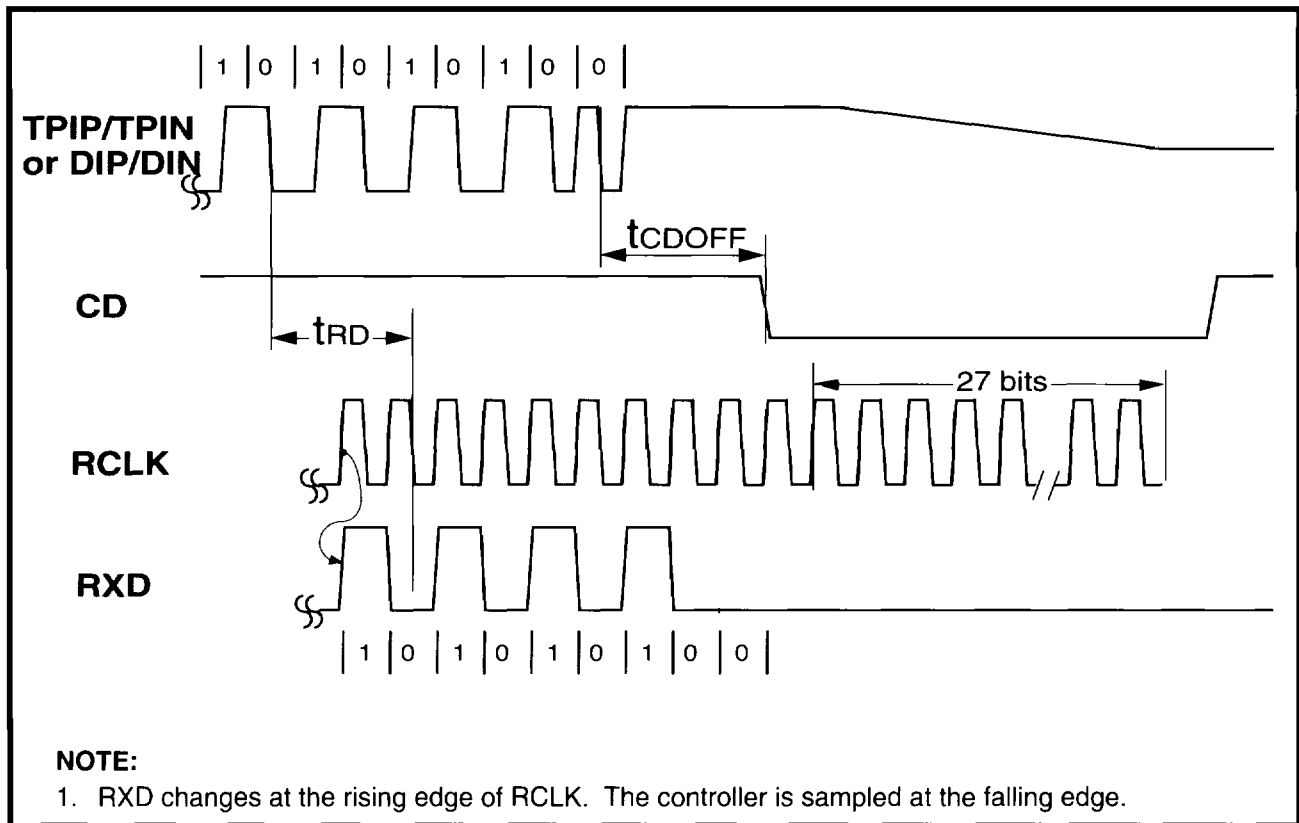 1 0 1 0 1 0 1 0 0
TPIP/TPIN
or DIP/DIN
tCDOFF
CD
tRD
27 bits
RCLK
RXD
1 0 1 0 1 0 1 0 0
NOTE:
1. RXD changes at the rising edge of RCLK. The controller is sampled at the falling edge.